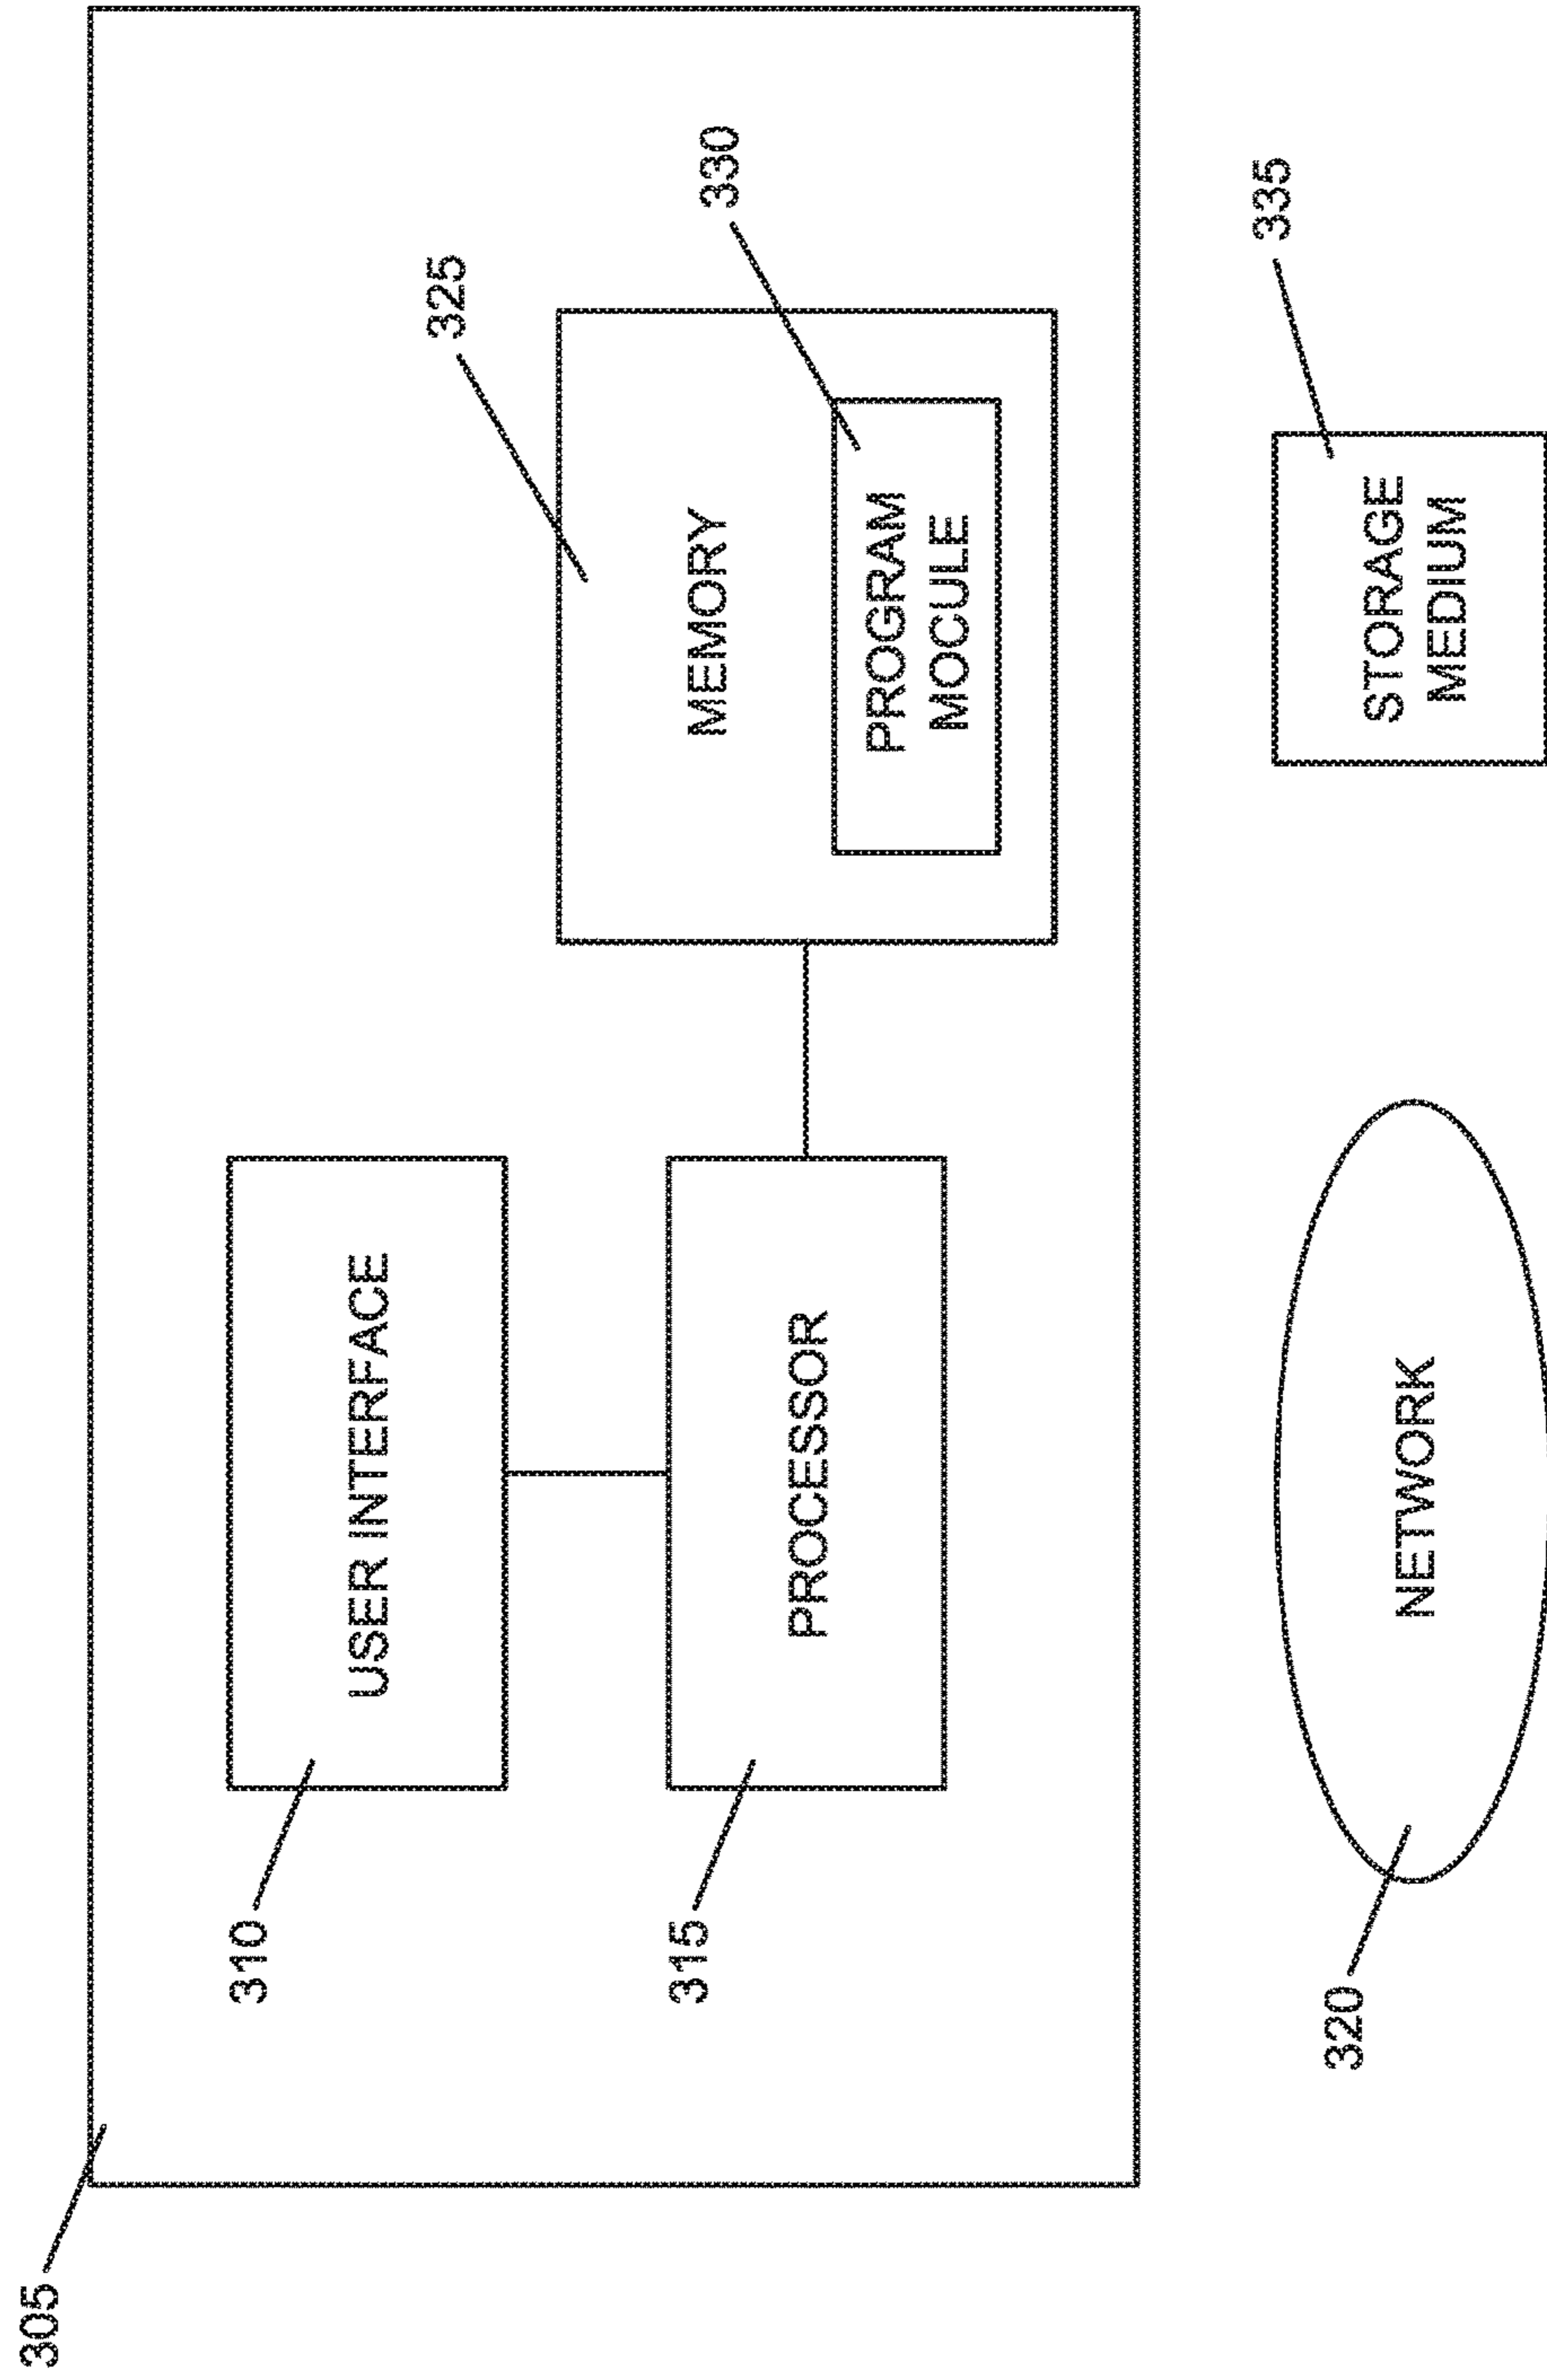 305
310
USER INTERFACE
325
315
PROCESSOR
MEMORY
330
PROGRAM
MOCULE
320
NETWORK
335
STORAGE
MEDIUM